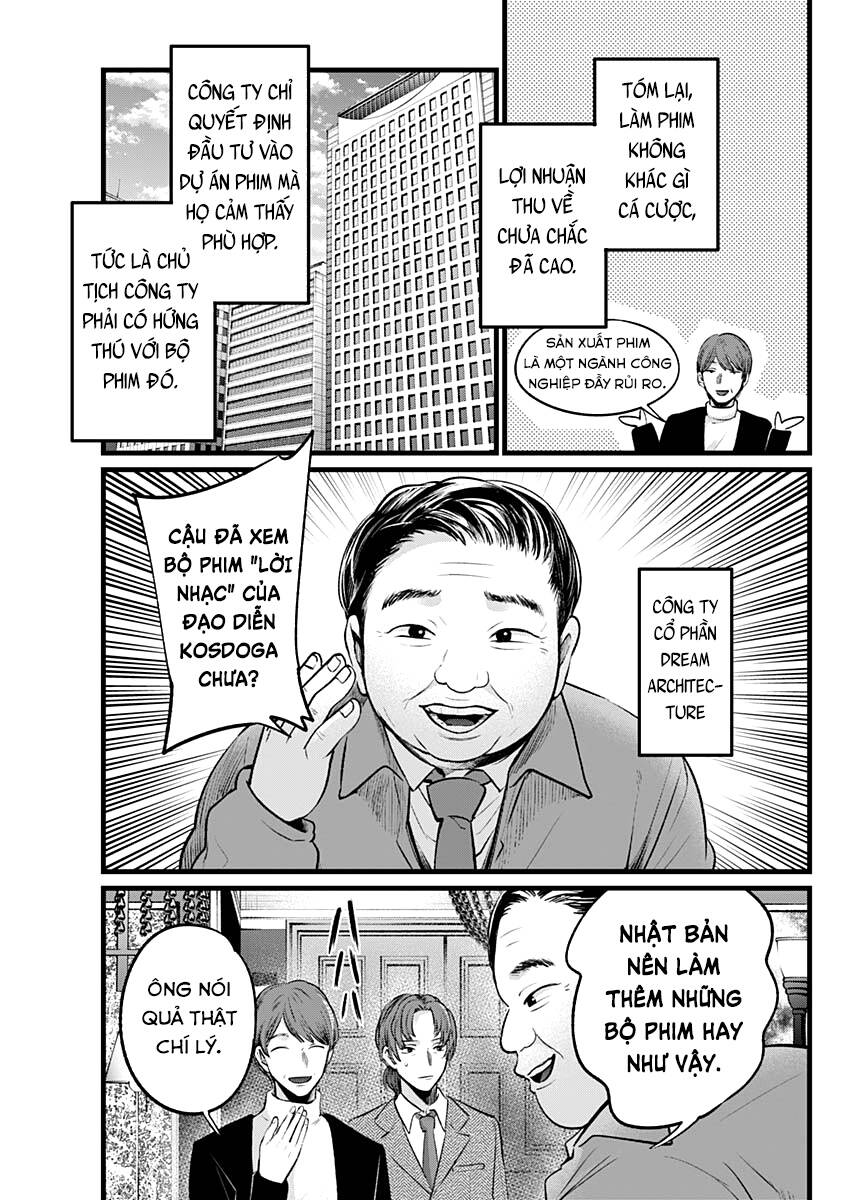 TÓM LẠI,
LÀM PHIM
KHÔNG
KHÁC GÌ
CÁ CƯỢC,
LỢI NHUẬN
THU VỀ
CHƯA CHẮC
ĐÃ CAO.
SẢN XUẤT PHIM
LÀ MỘT NGÀNH CÔNG
NGHIỆP ĐẦY RỦI RO.
CÔNG TY CHỈ
QUYẾT ĐỊNH
ĐẦU TƯ VÀO
DỰ ÁN PHIM MÀ
HỌ CẢM THẤY
PHÙ HỢP.
TỨC LÀ CHỦ
TỊCH CÔNG TY
PHẢI CÓ HỨNG
THÚ VỚI BỘ
PHIM ĐÓ.
CÔNG TY
CỔ PHẦN
DREAM
ARCHITEC-
TURE
CẬU ĐÃ XEM
BỘ PHIM "LỜI
NHẠC" CỦA
ĐẠO DIỄN
KOSDOGA
CHƯA?
NHẬT BẢN
NÊN LÀM
THÊM NHỮNG
BỘ PHIM HAY
NHƯ VẬY.
ÔNG NÓI
QUẢ THẬT
CHÍ LÝ.